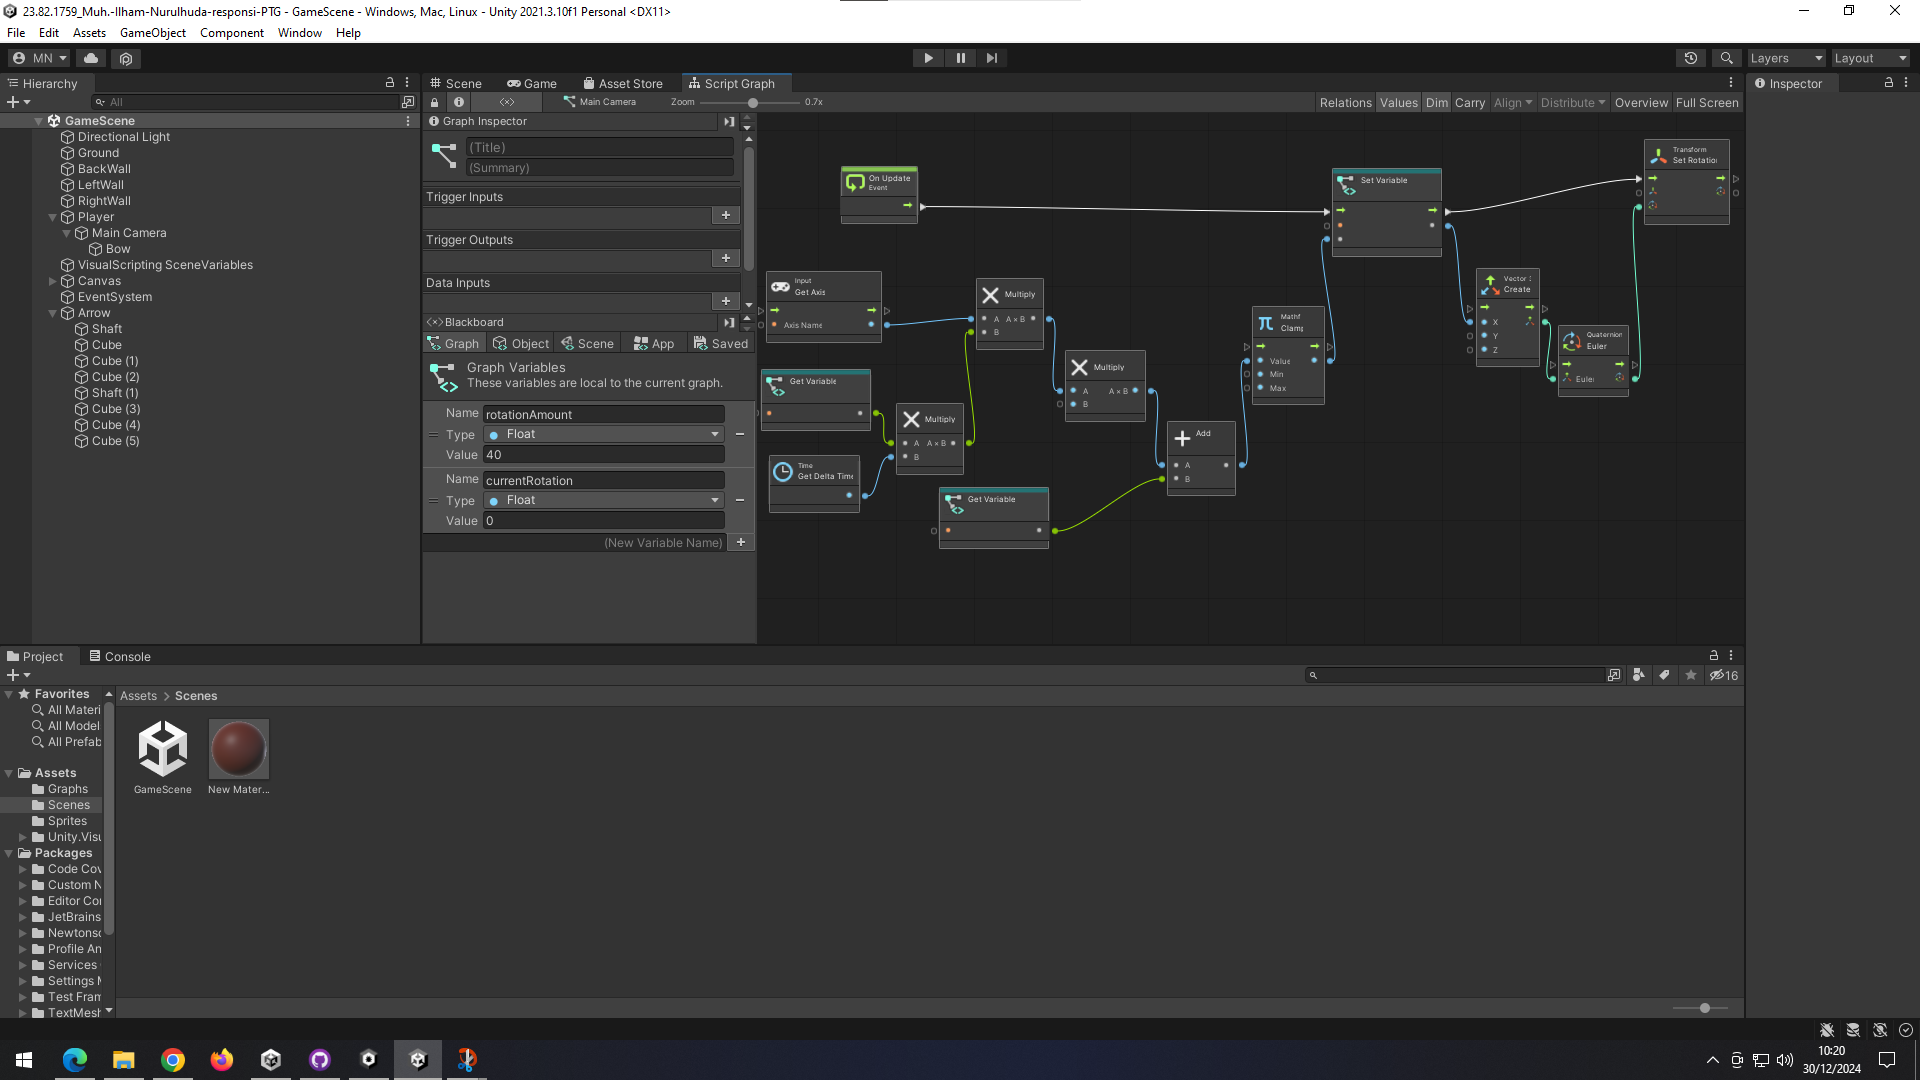 23.82.1759_Muh.-Ilham-Nurulhuda-responsi-PTG - GameScene - Windows, Mac, Linux - Unity 2021.3.10f1 Personal <DX11>
File Edit Assets GameObject Component Window Help
MN
Layers
Layout
Hierarchy
All
GameScene
Directional Light
Ground
BackWall
LeftWall
RightWall
Player
Main Camera
Bow
VisualScripting SceneVariables
Canvas
EventSystem
Arrow
Shaft
Cube
Cube (1)
Cube (2)
Shaft (1)
Cube (3)
Cube (4)
Cube (5)
Scene Game Asset Store Script Graph
Main Camera Zoom 0.7x
Relations Values Dim Carry Align Distribute Overview Full Screen
Graph Inspector
(Title)
(Summary)
Trigger Inputs
Trigger Outputs
Data Inputs
Blackboard
Graph Object Scene App Saved
Graph Variables
These variables are local to the current graph.
Name rotationAmount
Type Float
Value 40
Name currentRotation
Type Float
Value 0
(New Variable Name)
On Update
Event
Input
Get Axis
Axis Name
Get Variable
Time
Get Delta Time
Multiply
A A × B
B
Multiply
A A × B
B
Multiply
A A × B
B
Get Variable
Add
A
B
Mathf
Clamp
Value
Min
Max
Set Variable
Vector
Create
X
Y
Z
Quaternion
Euler
Euler
Transform
Set Rotatio
Inspector
Project Console
16
Favorites
All Materi
All Model
All Prefab
Assets
Graphs
Scenes
Sprites
Unity.Visu
Packages
Code Cov
Custom N
Editor Cor
JetBrains
Newtonso
Profile An
Services
Settings M
Test Fram
TextMesh
Assets > Scenes
GameScene
New Mater...
10:20
30/12/2024